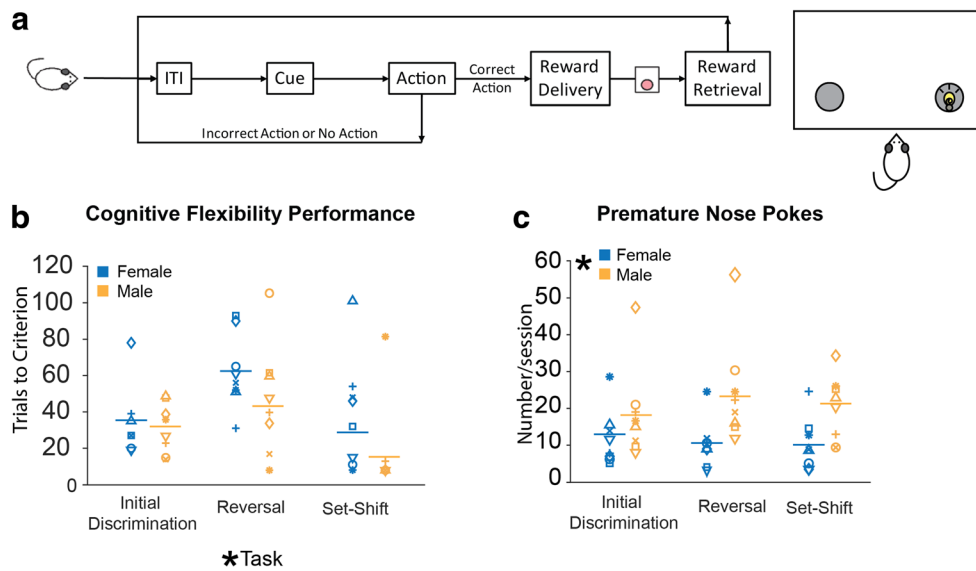 a
ITI
Cue
Action
Correct
Action
Reward
Delivery
Reward
Retrieval
Incorrect Action or No Action
b
Cognitive Flexibility Performance
Female
Male
Trials to Criterion
120
100
80
60
40
20
0
Initial
Discrimination
Reversal
Set-Shift
*Task
c
Premature Nose Pokes
*
Female
Male
Number/session
60
50
40
30
20
10
0
Initial
Discrimination
Reversal
Set-Shift